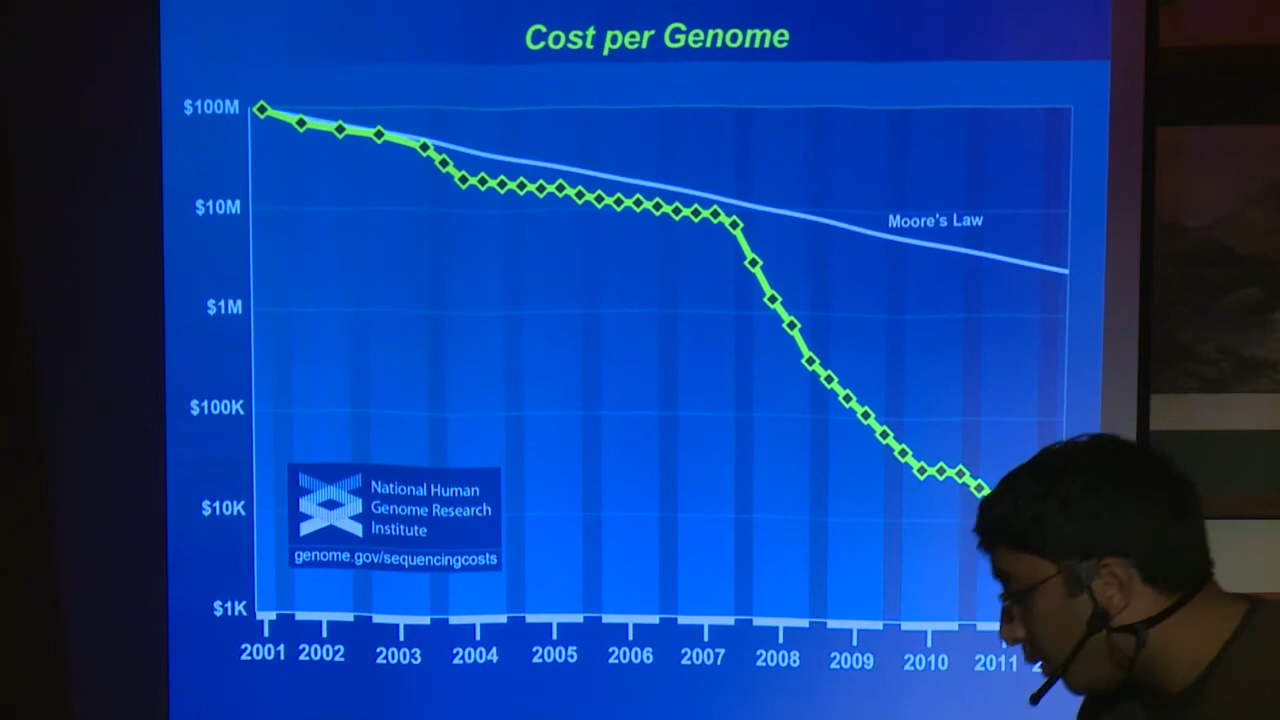 Cost per Genome
$100M
$10M
$1M
$100K
$10K
$1K
Moore's Law
National Human
Genome Research
Institute
genome.gov/sequencingcosts
2001 2002 2003 2004 2005 2006 2007 2008 2009 2010 2011